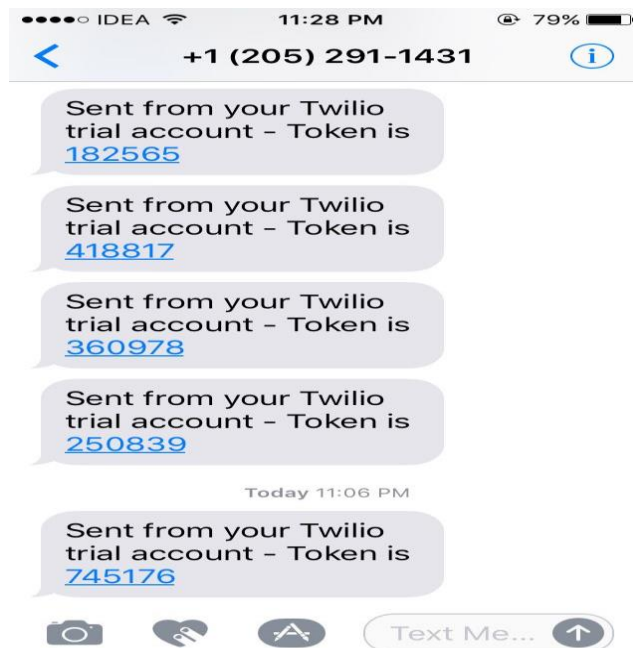 IDEA 11:28 PM 79%
+1 (205) 291-1431
Sent from your Twilio
trial account - Token is
182565
Sent from your Twilio
trial account - Token is
418817
Sent from your Twilio
trial account - Token is
360978
Sent from your Twilio
trial account - Token is
250839
Today 11:06 PM
Sent from your Twilio
trial account - Token is
745176
Text Me...